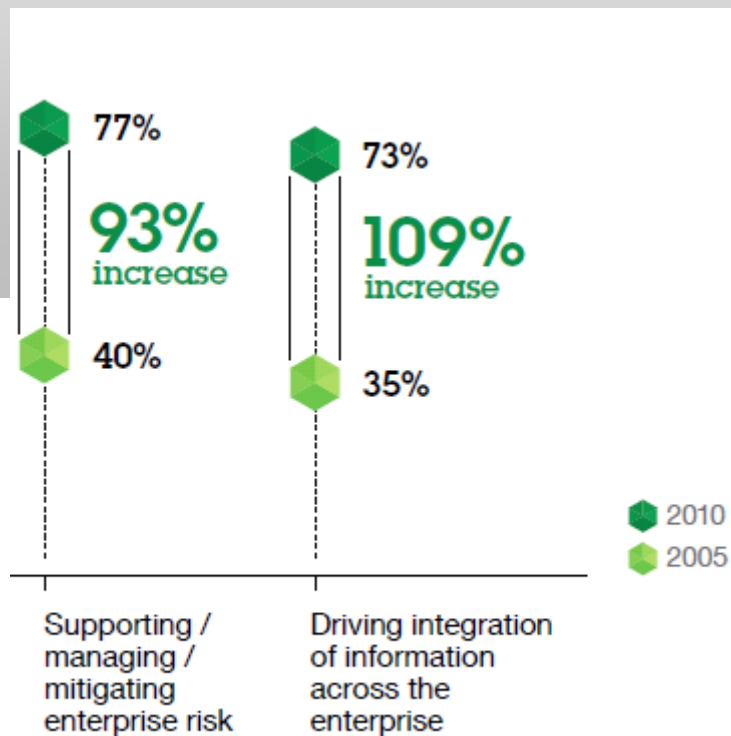 77%
93%
increase
40%
73%
109%
increase
35%
2010
2005
Supporting /
managing /
mitigating
enterprise risk
Driving integration
of information
across the
enterprise